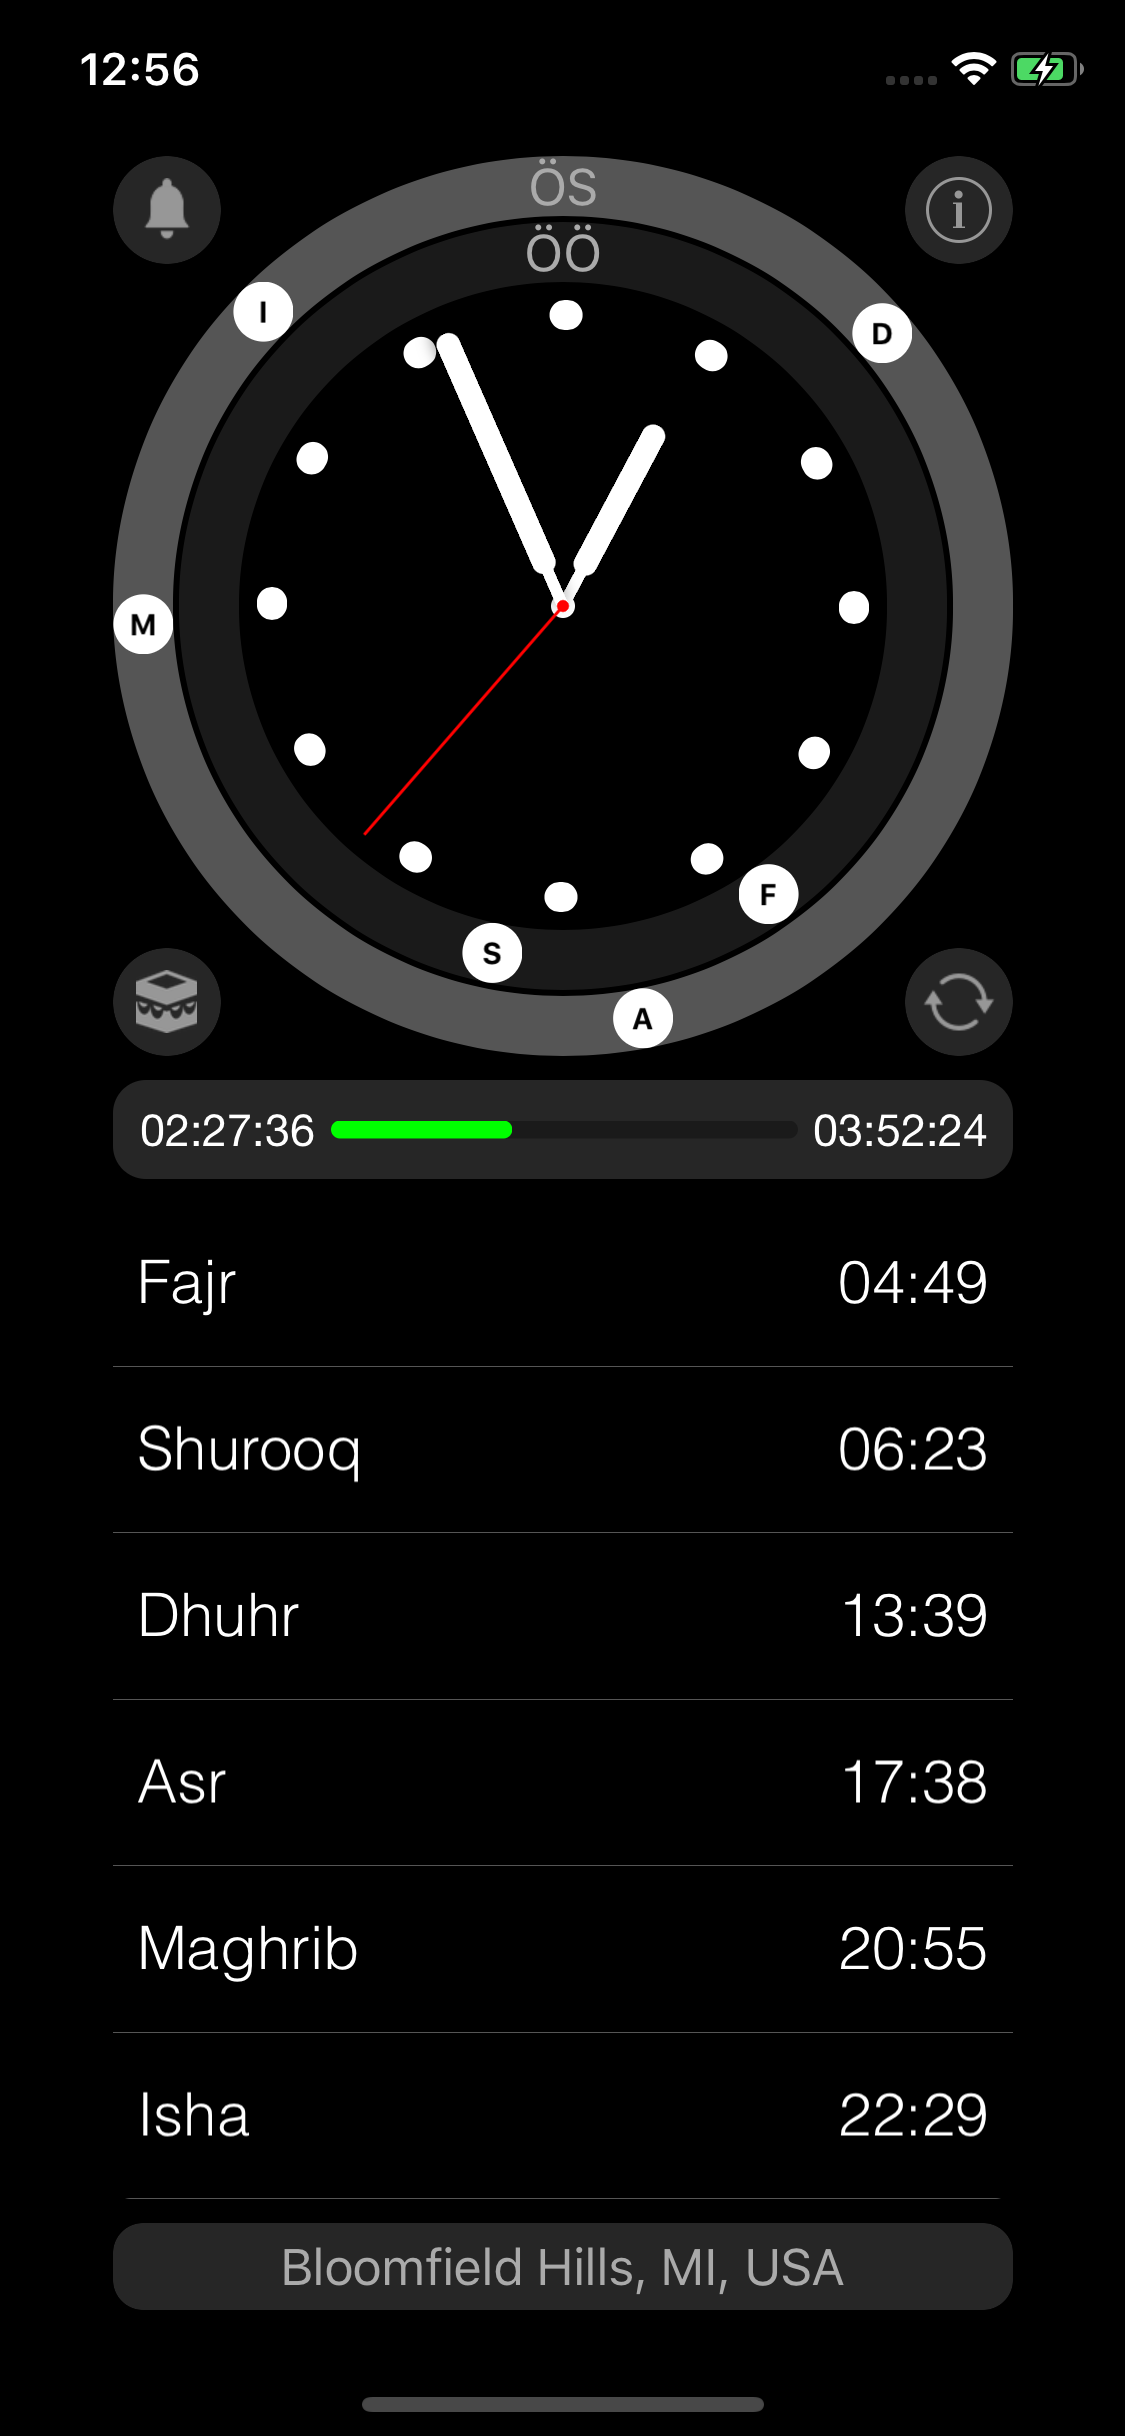 12:56
ÖS
ÖÖ
I
D
M
F
S
A
02:27:36 03:52:24
Fajr 04:49
Shurooq 06:23
Dhuhr 13:39
Asr 17:38
Maghrib 20:55
Isha 22:29
Bloomfield Hills, MI, USA